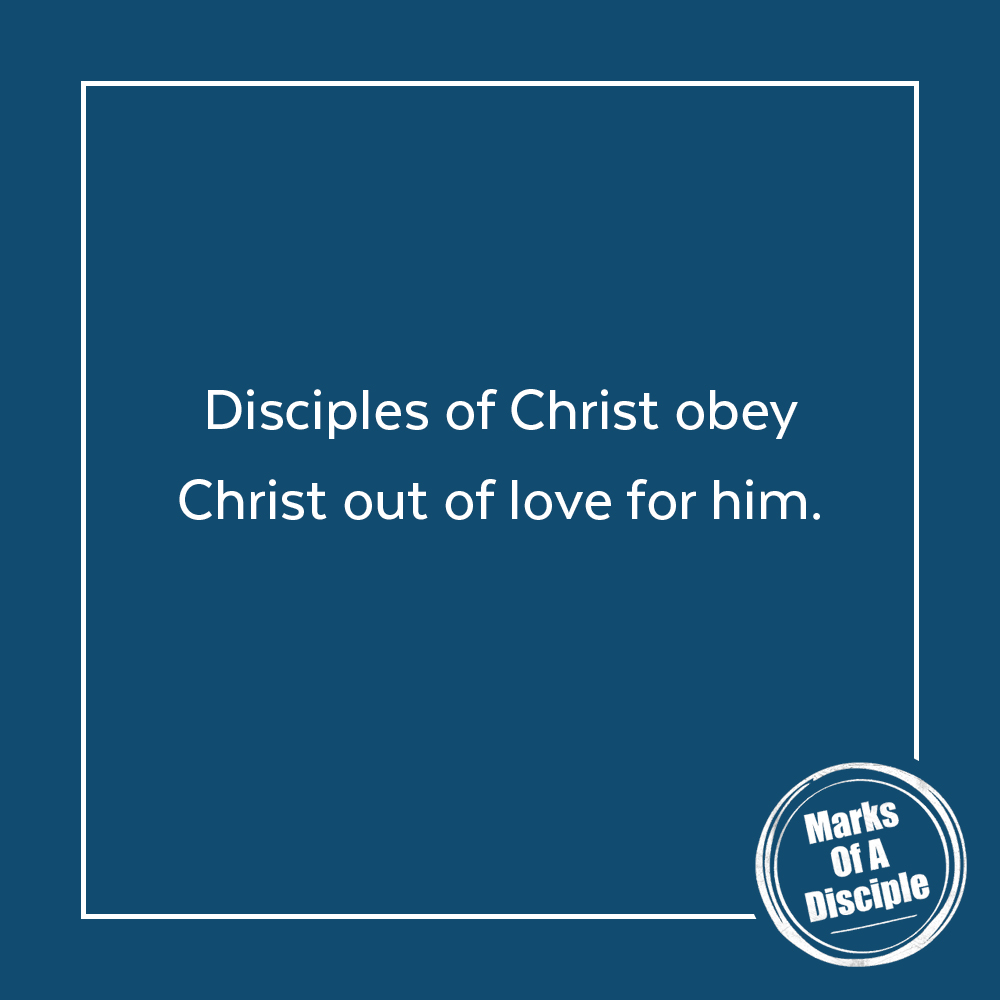 Disciples of Christ obey
Christ out of love for him.
Marks
Of A
Disciple